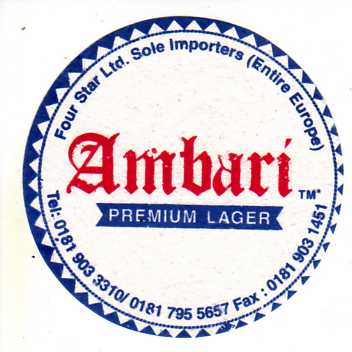 Four Star Ltd. Sole Importers (Entire Europe)
Ambari TM
PREMIUM LAGER
Tel: 0181 903 3310/ 0181 795 5657 Fax : 0181 903 1451